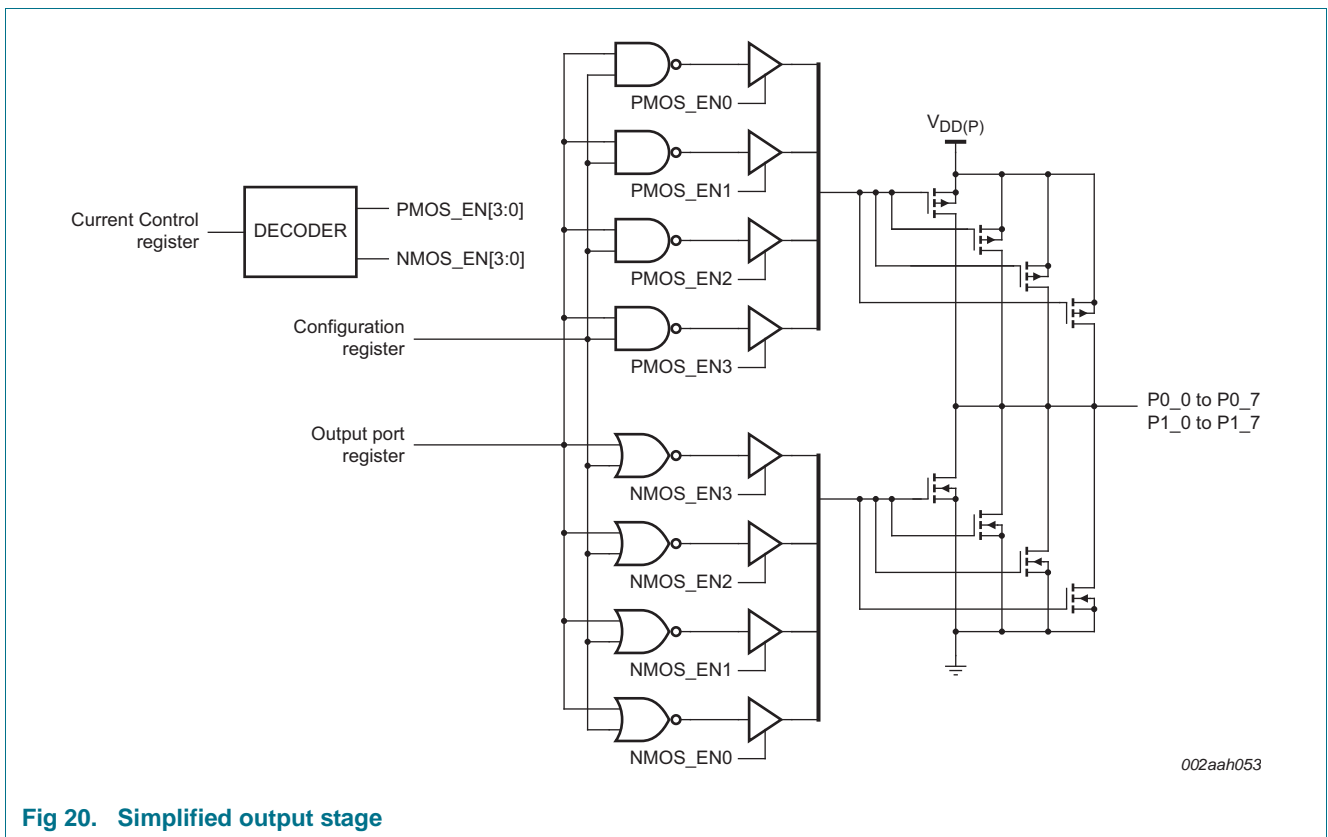 PMOS_EN0
PMOS_EN1
PMOS_EN2
PMOS_EN3
VDD(P)
Current Control
register
DECODER
PMOS_EN[3:0]
NMOS_EN[3:0]
Configuration
register
Output port
register
P0_0 to P0_7
P1_0 to P1_7
NMOS_EN3
NMOS_EN2
NMOS_EN1
NMOS_EN0
002aah053
Fig 20. Simplified output stage